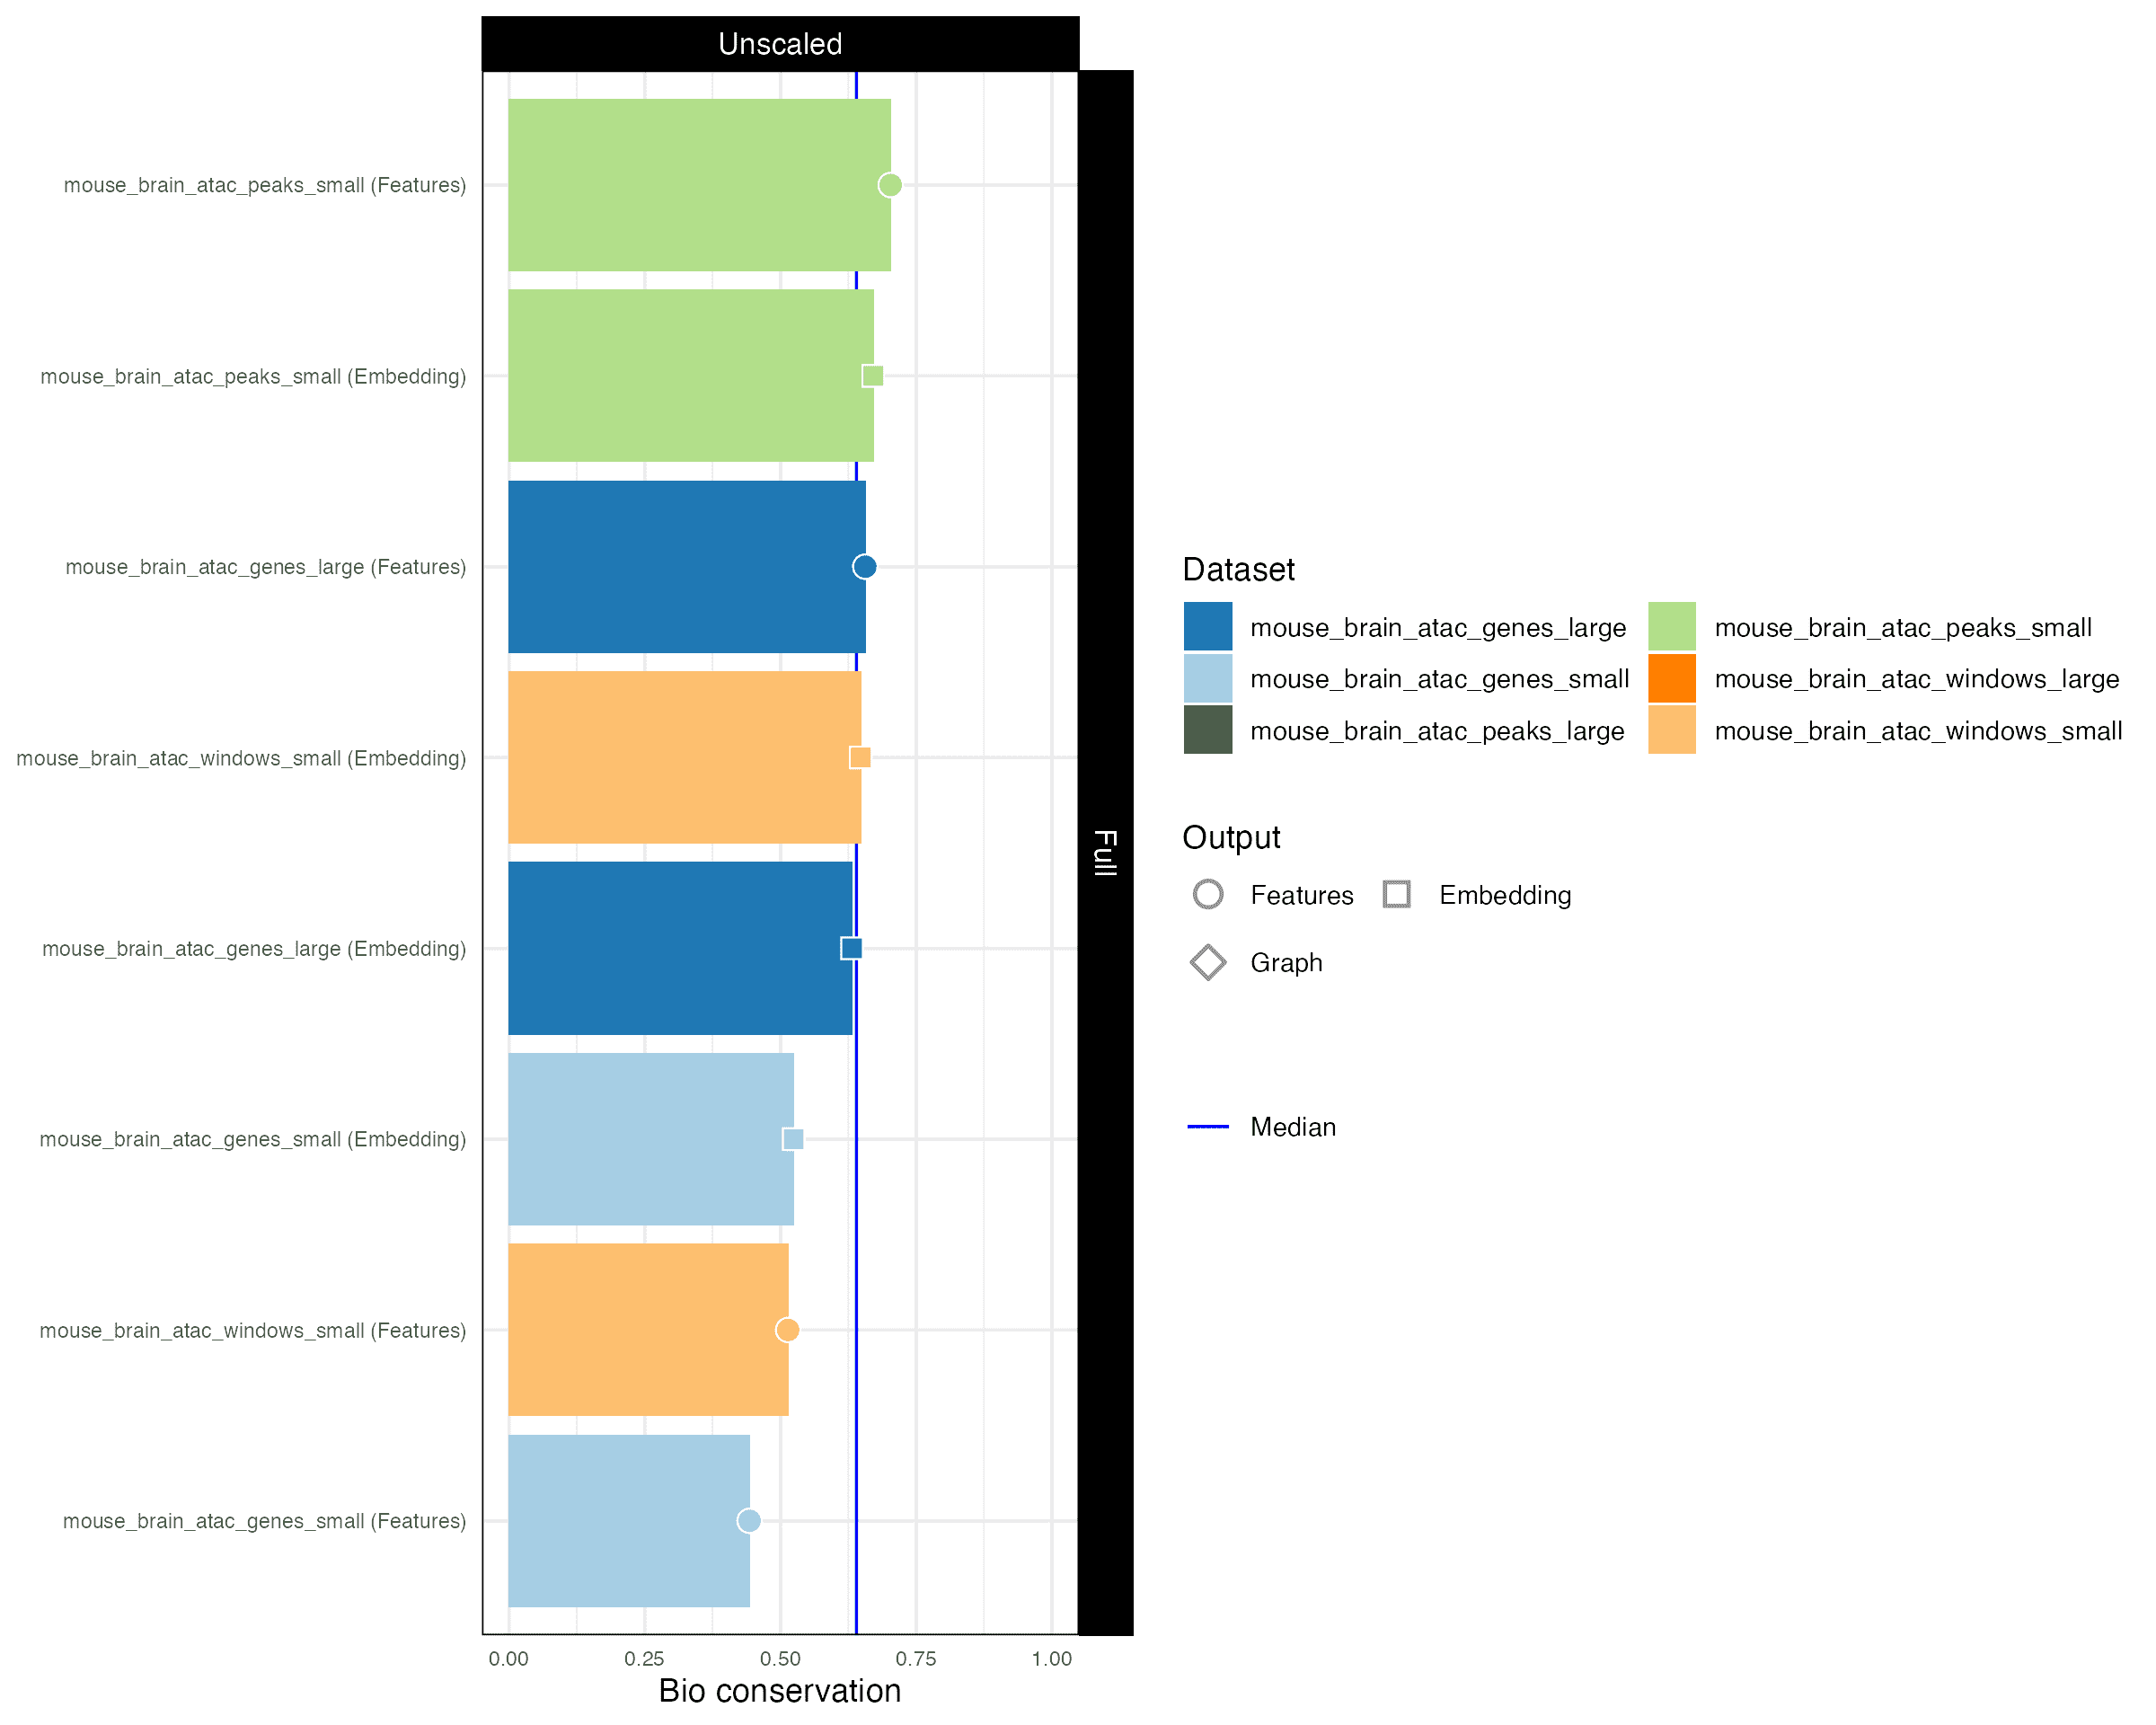 Unscaled
mouse_brain_atac_peaks_small (Features)
mouse_brain_atac_peaks_small (Embedding)
mouse_brain_atac_genes_large (Features)
mouse_brain_atac_windows_small (Embedding)
mouse_brain_atac_genes_large (Embedding)
mouse_brain_atac_genes_small (Embedding)
mouse_brain_atac_windows_small (Features)
mouse_brain_atac_genes_small (Features)
0.00 0.25 0.50 0.75 1.00
Bio conservation
Full
Dataset
mouse_brain_atac_genes_large mouse_brain_atac_peaks_small
mouse_brain_atac_genes_small mouse_brain_atac_windows_large
mouse_brain_atac_peaks_large mouse_brain_atac_windows_small
Output
Features Embedding
Graph
Median